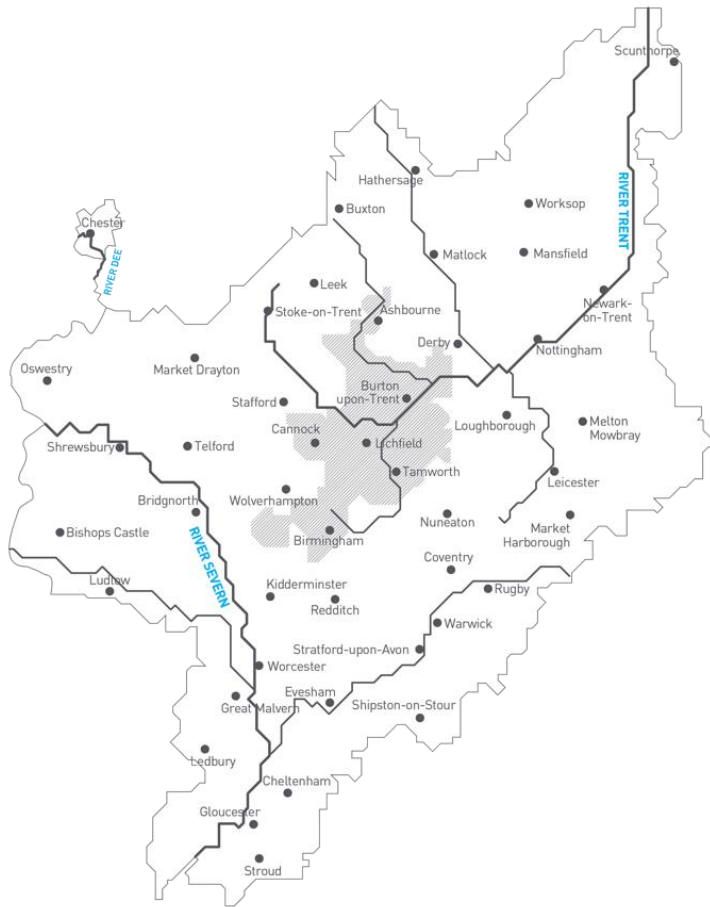 Scunthorpe
Hathersage
RIVER TRENT
Worksop
Buxton
Chester
Matlock
Mansfield
RIVER DEE
Leek
Newark-
on-Trent
Stoke-on-Trent
Ashbourne
Derby
Nottingham
Oswestry
Market Drayton
Burton
upon-Trent
Stafford
Loughborough
Melton
Mowbray
Cannock
Lichfield
Shrewsbury
Telford
Tamworth
Leicester
Wolverhampton
Bridgnorth
Nuneaton
Market
Harborough
Bishops Castle
Birmingham
RIVER SEVERN
Coventry
Ludlow
Kidderminster
Rugby
Redditch
Warwick
Stratford-upon-Avon
Worcester
Evesham
Great Malvern
Shipston-on-Stour
Ledbury
Cheltenham
Gloucester
Stroud